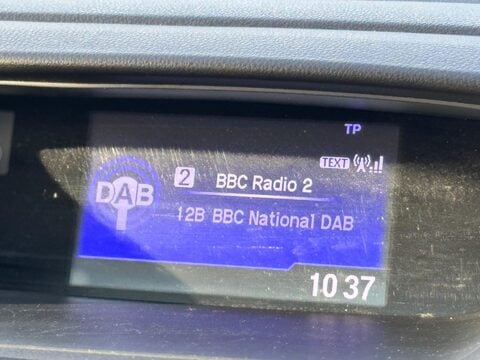 TP
TEXT
2 BBC Radio 2
DAB
12B BBC National DAB
10 37